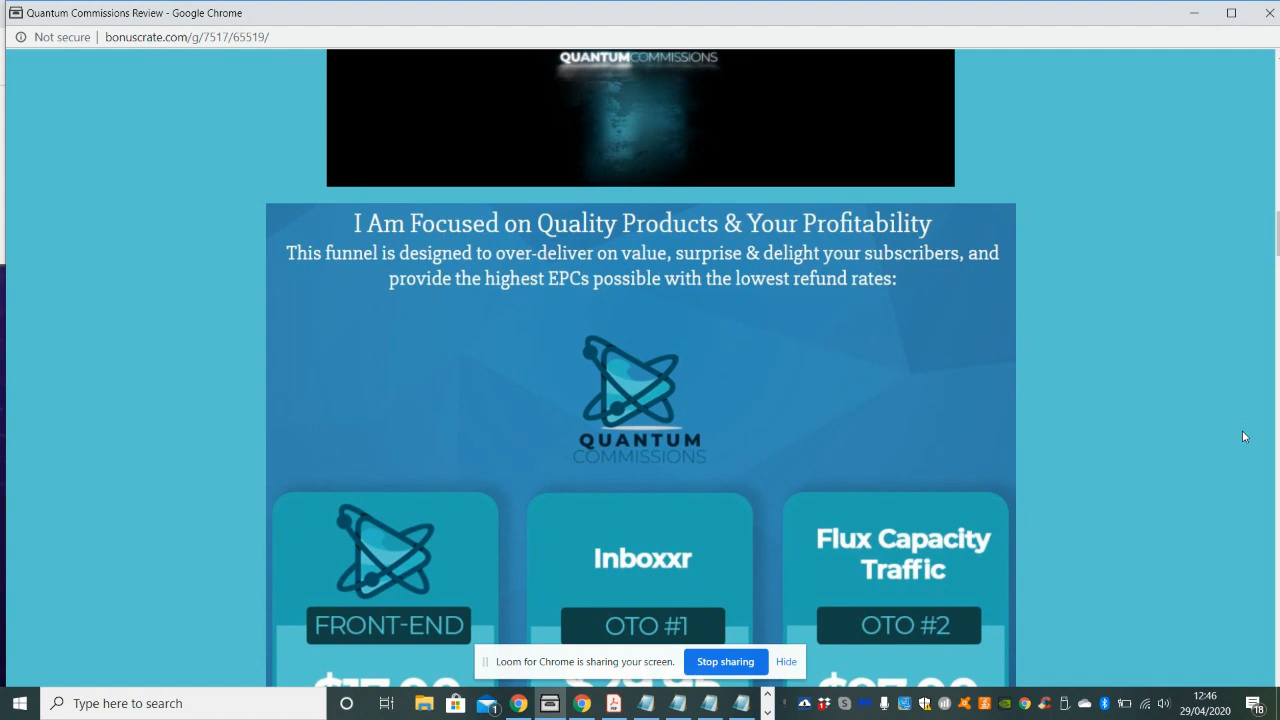 Quantum Commissions Review - Google Chrome
Not secure | bonuscrate.com/g/7517/65519/
QUANTUMCOMMISSIONS
I Am Focused on Quality Products & Your Profitability
This funnel is designed to over-deliver on value, surprise & delight your subscribers, and
provide the highest EPCs possible with the lowest refund rates:
QUANTUM
COMMISSIONS
Inboxxr
Flux Capacity
Traffic
FRONT-END
OTO #1
OTO #2
Loom for Chrome is sharing your screen.
Stop sharing
Hide
Type here to search
1
12:46
29/04/2020
18